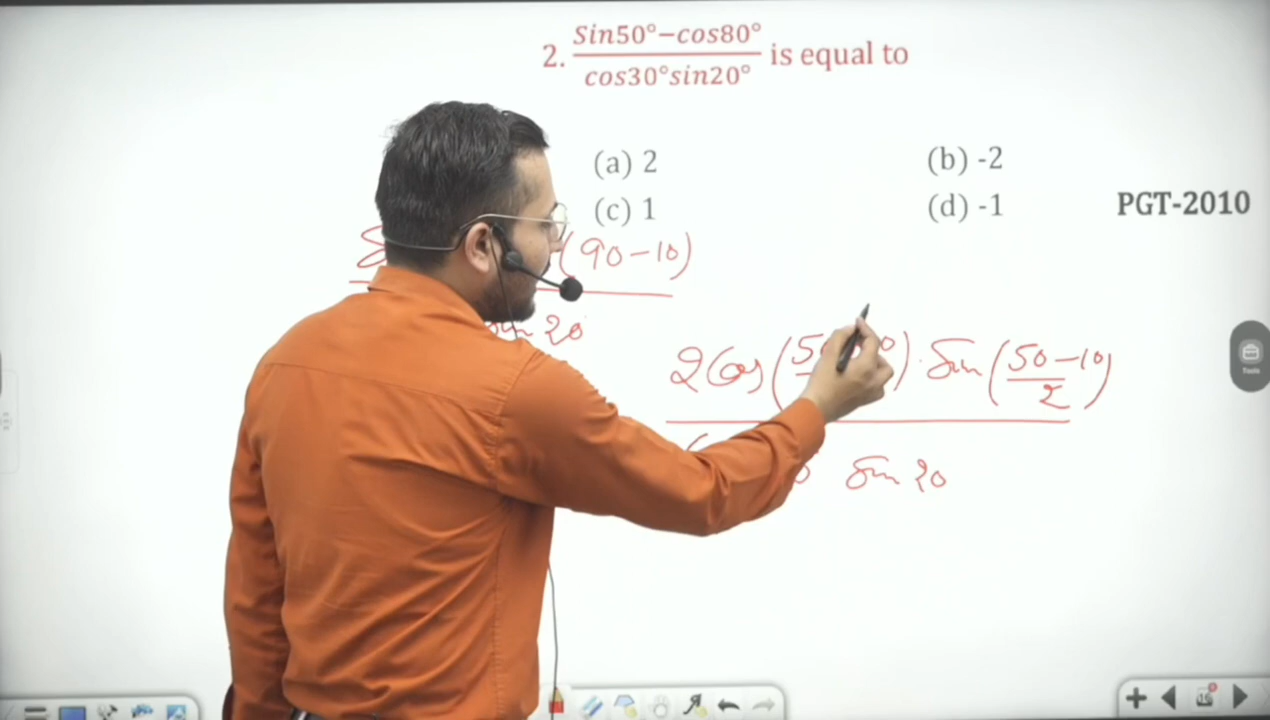 2. Sin50°−cos80° / cos30°sin20° is equal to
(a) 2
(b) -2
(c) 1
(d) -1
PGT-2010
(90-10)
sin 20
2 Cos ( ) . Sin (50-10 / 2)
Sin 20
Tools